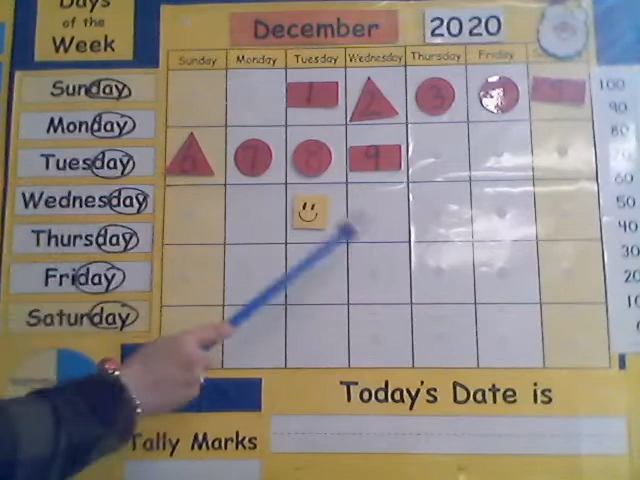 Days
of the
Week
December
2020
Sunday Monday Tuesday Wednesday Thursday Friday
1 2 3
6 7 8 9
Sunday
Monday
Tuesday
Wednesday
Thursday
Friday
Saturday
100
90
80
70
60
50
40
30
20
10
Today's Date is
Tally Marks